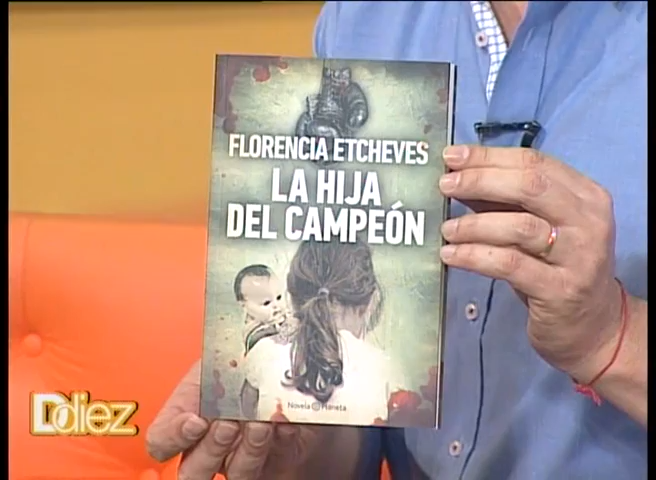 FLORENCIA ETCHEVES
LA HIJA
DEL CAMPEÓN
Novela Planeta
Ddiez